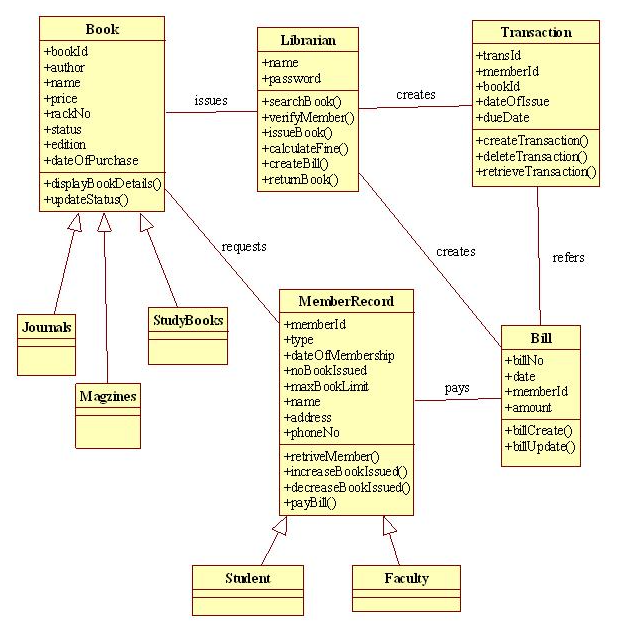 Book
+bookId
+author
+name
+price
+rackNo
+status
+edition
+dateOfPurchase
+displayBookDetails()
+updateStatus()
issues
Librarian
+name
+password
+searchBook()
+verifyMember()
+issueBook()
+calculateFine()
+createBill()
+returnBook()
creates
Transaction
+transId
+memberId
+bookId
+dateOfIssue
+dueDate
+createTransaction()
+deleteTransaction()
+retrieveTransaction()
requests
creates
refers
Journals
StudyBooks
Magzines
MemberRecord
+memberId
+type
+dateOfMembership
+noBookIssued
+maxBookLimit
+name
+address
+phoneNo
+retriveMember()
+increaseBookIssued()
+decreaseBookIssued()
+payBill()
pays
Bill
+billNo
+date
+memberId
+amount
+billCreate()
+billUpdate()
Student
Faculty